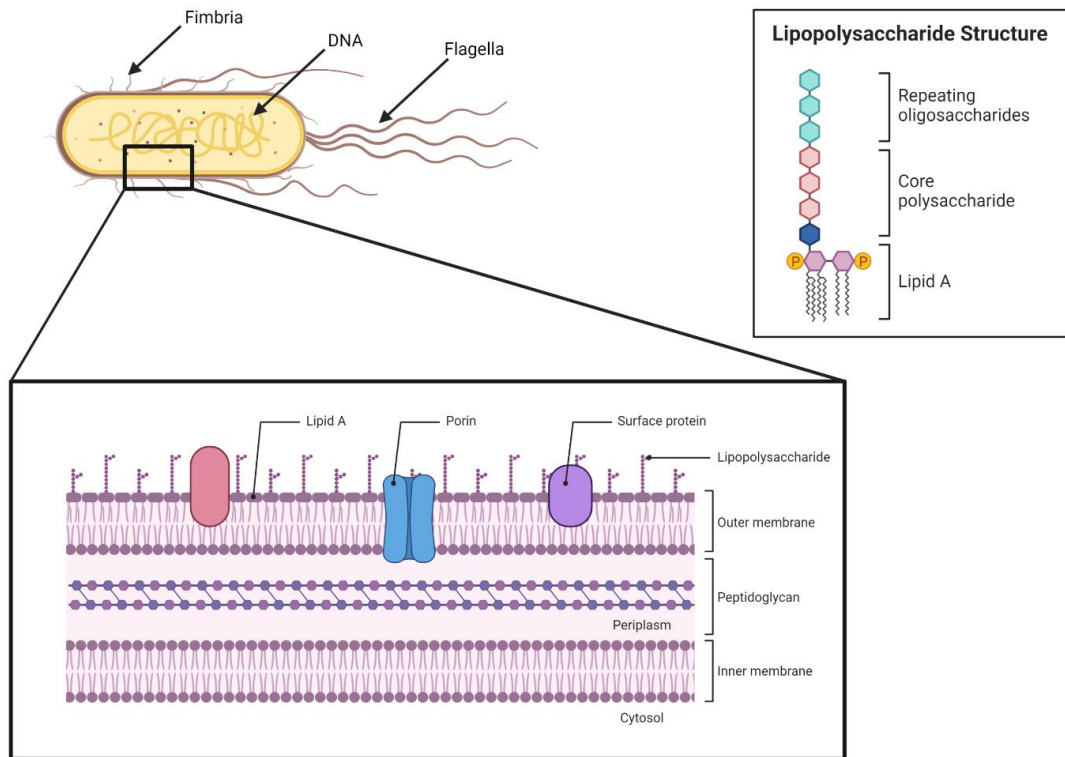 Fimbria
DNA
Flagella
Lipopolysaccharide Structure
Repeating
oligosaccharides
Core
polysaccharide
P
P
Lipid A
Lipid A
Porin
Surface protein
Lipopolysaccharide
Outer membrane
Peptidoglycan
Periplasm
Inner membrane
Cytosol